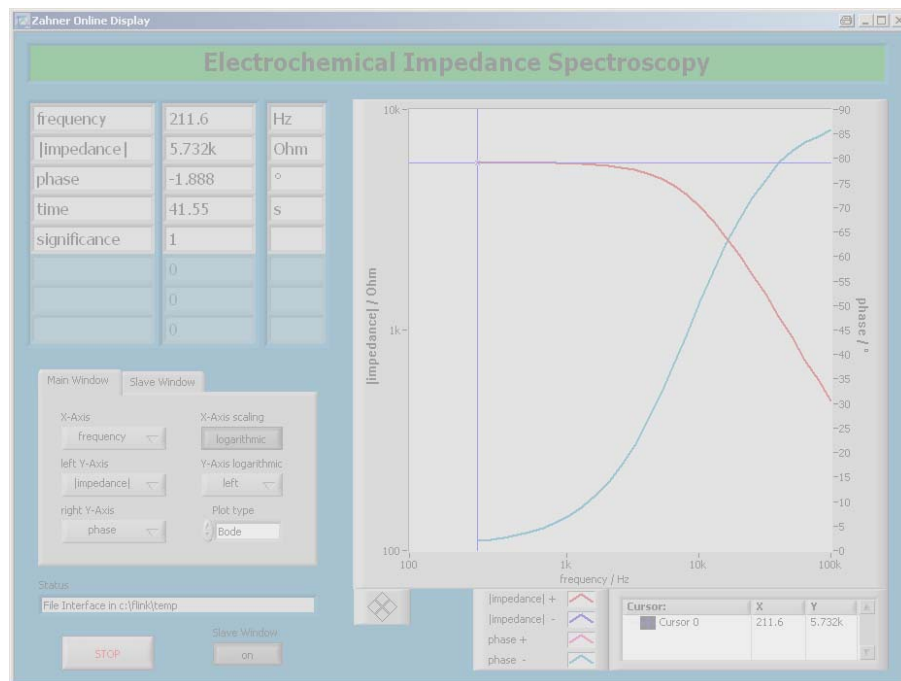 Zahner Online Display
Electrochemical Impedance Spectroscopy
frequency 211.6 Hz
|impedance| 5.732k Ohm
phase -1.888 °
time 41.55 s
significance 1
0
0
0
Main Window Slave Window
X-Axis X-Axis scaling
frequency logarithmic
left Y-Axis Y-Axis logarithmic
|impedance| left
right Y-Axis Plot type
phase Bode
Status
File Interface in c:\flink\temp
Slave Window
STOP on
10k
1k
100
|impedance| / Ohm
90
85
80
75
70
65
60
55
50
45
40
35
30
25
20
15
10
5
0
phase / °
100 1k 10k 100k
frequency / Hz
|impedance| +
|impedance| -
phase +
phase -
Cursor: X Y
Cursor 0 211.6 5.732k